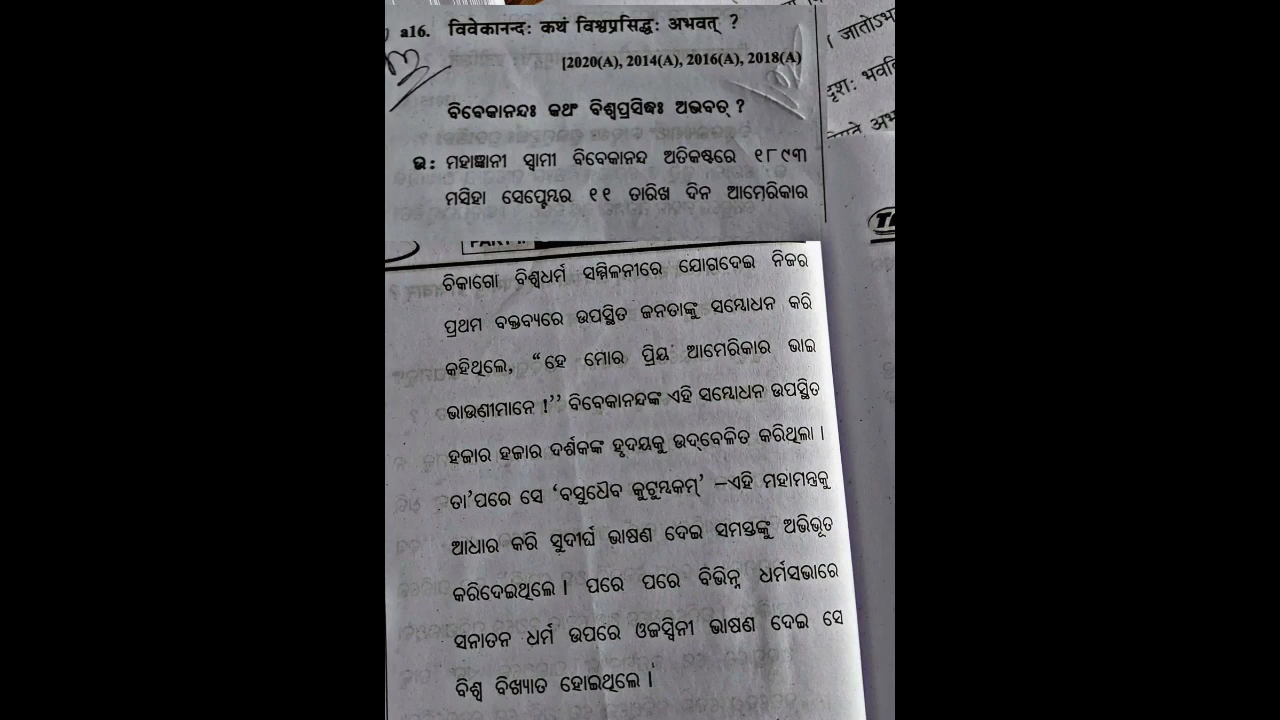 a16. विवेकानन्दः कथं विश्वप्रसिद्धः अभवत् ?
[2020(A), 2014(A), 2016(A), 2018(A)
ବିବେକାନନ୍ଦଃ କଥଂ ବିଶ୍ୱପ୍ରସିଦ୍ଧଃ ଅଭବତ୍ ?
ଉ: ମହାଜ୍ଞାନୀ ସ୍ୱାମୀ ବିବେକାନନ୍ଦ ଅତିକଷ୍ଟରେ ୧୮୯୩
ମସିହା ସେପ୍ଟେମ୍ବର ୧୧ ତାରିଖ ଦିନ ଆମେରିକାର
ଚିକାଗୋ ବିଶ୍ୱଧର୍ମ ସମ୍ମିଳନୀରେ ଯୋଗଦେଇ ନିଜର
ପ୍ରଥମ ବକ୍ତବ୍ୟରେ ଉପସ୍ଥିତ ଜନତାଙ୍କୁ ସମ୍ବୋଧନ କରି
କହିଥିଲେ, “ହେ ମୋର ପ୍ରିୟ ଆମେରିକାର ଭାଇ
ଭାଉଣୀମାନେ !’’ ବିବେକାନନ୍ଦଙ୍କ ଏହି ସମ୍ବୋଧନ ଉପସ୍ଥିତ
ହଜାର ହଜାର ଦର୍ଶକଙ୍କ ହୃଦୟକୁ ଉଦ୍‌ବେଳିତ କରିଥିଲା ।
ତା’ପରେ ସେ ‘ବସୁଧୈବ କୁଟୁମ୍ବକମ୍’ –ଏହି ମହାମନ୍ତ୍ରକୁ
ଆଧାର କରି ସୁଦୀର୍ଘ ଭାଷଣ ଦେଇ ସମସ୍ତଙ୍କୁ ଅଭିଭୂତ
କରିଦେଇଥିଲେ । ପରେ ପରେ ବିଭିନ୍ନ ଧର୍ମସଭାରେ
ସନାତନ ଧର୍ମ ଉପରେ ଓଜସ୍ୱିନୀ ଭାଷଣ ଦେଇ ସେ
ବିଶ୍ୱ ବିଖ୍ୟାତ ହୋଇଥିଲେ ।